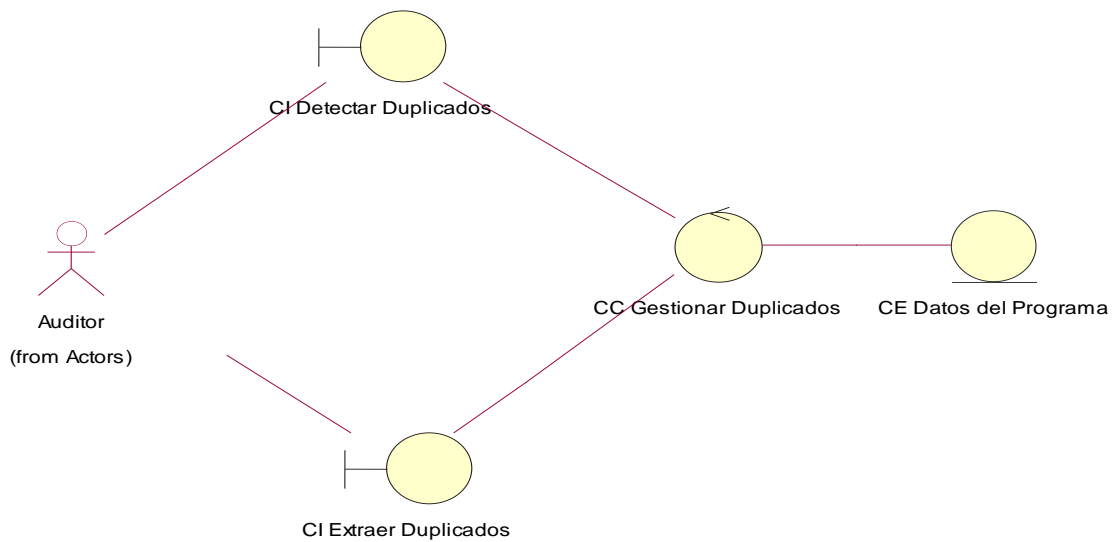 CI Detectar Duplicados
Auditor
(from Actors)
CC Gestionar Duplicados
CE Datos del Programa
CI Extraer Duplicados